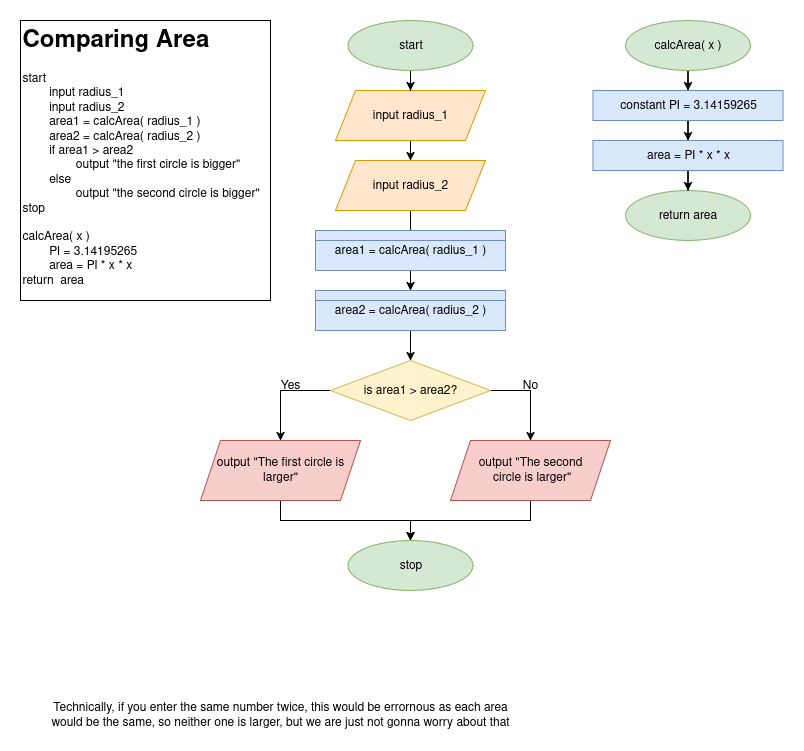 Comparing Area
start
input radius_1
input radius_2
area1 = calcArea( radius_1 )
area2 = calcArea( radius_2 )
if area1 > area2
output "the first circle is bigger"
else
output "the second circle is bigger"
stop
calcArea( x )
PI = 3.14195265
area = PI * x * x
return area
start
input radius_1
input radius_2
area1 = calcArea( radius_1 )
area2 = calcArea( radius_2 )
is area1 > area2?
Yes
No
output "The first circle is
larger"
output "The second
circle is larger"
stop
calcArea( x )
constant PI = 3.14159265
area = PI * x * x
return area
Technically, if you enter the same number twice, this would be errornous as each area
would be the same, so neither one is larger, but we are just not gonna worry about that